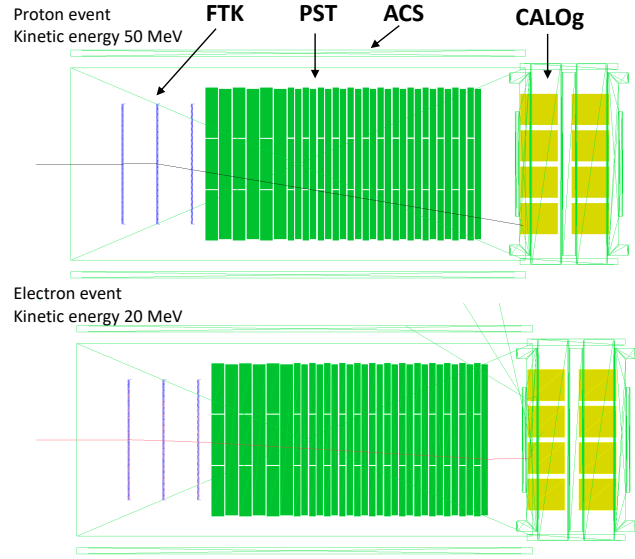 Proton event
Kinetic energy 50 MeV
FTK PST ACS CALOg
Electron event
Kinetic energy 20 MeV